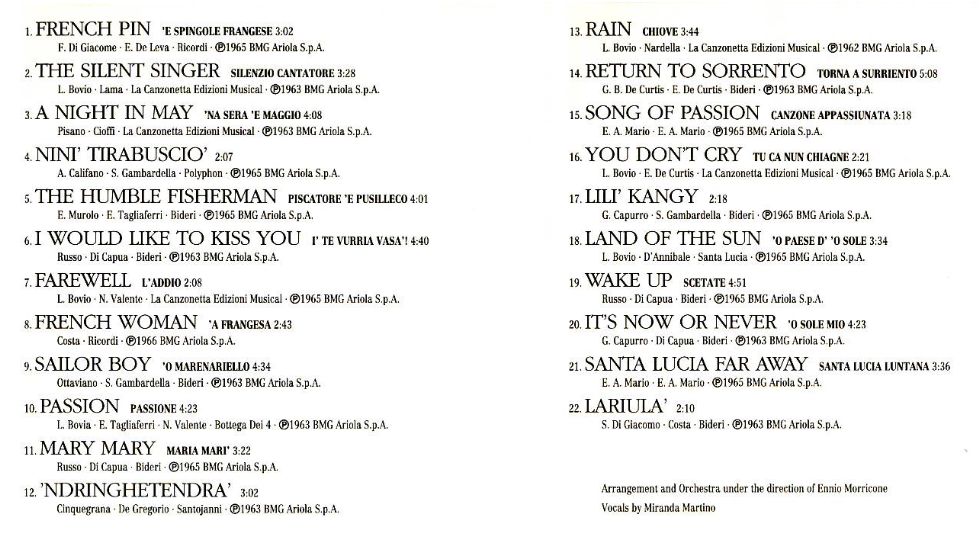 1. FRENCH PIN 'E SPINGOLE FRANGESE 3:02
F. Di Giacome · E. De Leva · Ricordi · ℗1965 BMG Ariola S.p.A.
2. THE SILENT SINGER SILENZIO CANTATORE 3:28
L. Bovio · Lama · La Canzonetta Edizioni Musical · ℗1963 BMG Ariola S.p.A.
3. A NIGHT IN MAY 'NA SERA 'E MAGGIO 4:08
Pisano · Cioffi · La Canzonetta Edizioni Musical · ℗1963 BMG Ariola S.p.A.
4. NINI' TIRABUSCIO' 2:07
A. Califano · S. Gambardella · Polyphon · ℗1965 BMG Ariola S.p.A.
5. THE HUMBLE FISHERMAN PISCATORE 'E PUSILLECO 4:01
E. Murolo · E. Tagliaferri · Bideri · ℗1965 BMG Ariola S.p.A.
6. I WOULD LIKE TO KISS YOU I' TE VURRIA VASA'! 4:40
Russo · Di Capua · Bideri · ℗1963 BMG Ariola S.p.A.
7. FAREWELL L'ADDIO 2:08
L. Bovio · N. Valente · La Canzonetta Edizioni Musical · ℗1965 BMG Ariola S.p.A.
8. FRENCH WOMAN 'A FRANGESA 2:43
Costa · Ricordi · ℗1966 BMG Ariola S.p.A.
9. SAILOR BOY 'O MARENARIELLO 4:34
Ottaviano · S. Gambardella · Bideri · ℗1963 BMG Ariola S.p.A.
10. PASSION PASSIONE 4:23
L. Bovia · E. Tagliaferri · N. Valente · Bottega Dei 4 · ℗1963 BMG Ariola S.p.A.
11. MARY MARY MARIA MARI' 3:22
Russo · Di Capua · Bideri · ℗1965 BMG Ariola S.p.A.
12. 'NDRINGHETENDRA' 3:02
Cinquegrana · De Gregorio · Santojanni · ℗1963 BMG Ariola S.p.A.
13. RAIN CHIOVE 3:44
L. Bovio · Nardella · La Canzonetta Edizioni Musical · ℗1962 BMG Ariola S.p.A.
14. RETURN TO SORRENTO TORNA A SURRIENTO 5:08
G. B. De Curtis · E. De Curtis · Bideri · ℗1963 BMG Ariola S.p.A.
15. SONG OF PASSION CANZONE APPASSIUNATA 3:18
E. A. Mario · E. A. Mario · ℗1965 BMG Ariola S.p.A.
16. YOU DON'T CRY TU CA NUN CHIAGNE 2:21
L. Bovio · E. De Curtis · La Canzonetta Edizioni Musical · ℗1965 BMG Ariola S.p.A.
17. LILI' KANGY 2:18
G. Capurro · S. Gambardella · Bideri · ℗1965 BMG Ariola S.p.A.
18. LAND OF THE SUN 'O PAESE D' 'O SOLE 3:34
L. Bovio · D'Annibale · Santa Lucia · ℗1965 BMG Ariola S.p.A.
19. WAKE UP SCETATE 4:51
Russo · Di Capua · Bideri · ℗1965 BMG Ariola S.p.A.
20. IT'S NOW OR NEVER 'O SOLE MIO 4:23
G. Capurro · Di Capua · Bideri · ℗1963 BMG Ariola S.p.A.
21. SANTA LUCIA FAR AWAY SANTA LUCIA LUNTANA 3:36
E. A. Mario · E. A. Mario · ℗1965 BMG Ariola S.p.A.
22. LARIULA' 2:10
S. Di Giacomo · Costa · Bideri · ℗1963 BMG Ariola S.p.A.
Arrangement and Orchestra under the direction of Ennio Morricone
Vocals by Miranda Martino